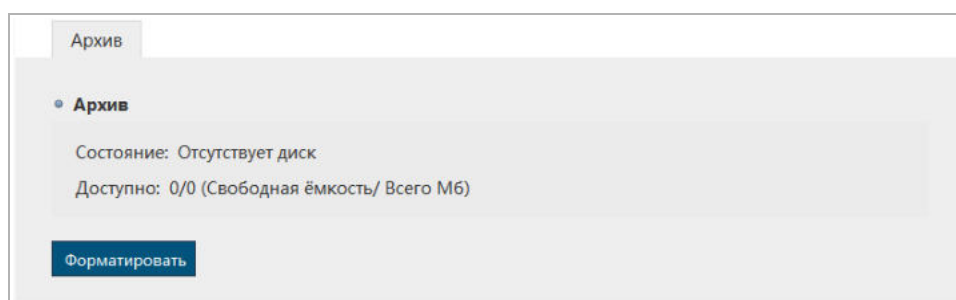 Архив
Архив
Состояние: Отсутствует диск
Доступно: 0/0 (Свободная ёмкость/ Всего Мб)
Форматировать